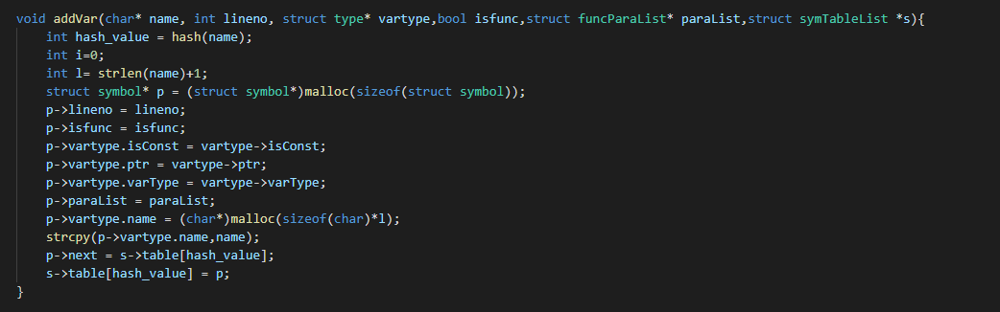 void addVar(char* name, int lineno, struct type* vartype,bool isfunc,struct funcParaList* paraList,struct symTableList *s){
    int hash_value = hash(name);
    int i=0;
    int l= strlen(name)+1;
    struct symbol* p = (struct symbol*)malloc(sizeof(struct symbol));
    p->lineno = lineno;
    p->isfunc = isfunc;
    p->vartype.isConst = vartype->isConst;
    p->vartype.ptr = vartype->ptr;
    p->vartype.varType = vartype->varType;
    p->paraList = paraList;
    p->vartype.name = (char*)malloc(sizeof(char)*l);
    strcpy(p->vartype.name,name);
    p->next = s->table[hash_value];
    s->table[hash_value] = p;
}